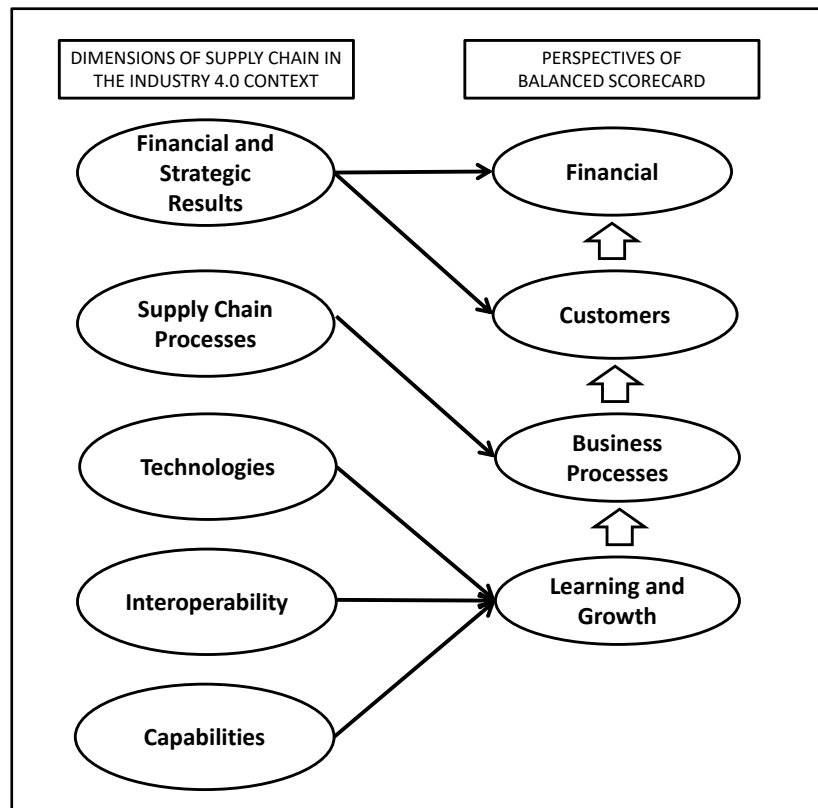 DIMENSIONS OF SUPPLY CHAIN IN
THE INDUSTRY 4.0 CONTEXT
PERSPECTIVES OF
BALANCED SCORECARD
Financial and
Strategic
Results
Financial
Supply Chain
Processes
Customers
Technologies
Business
Processes
Interoperability
Learning and
Growth
Capabilities